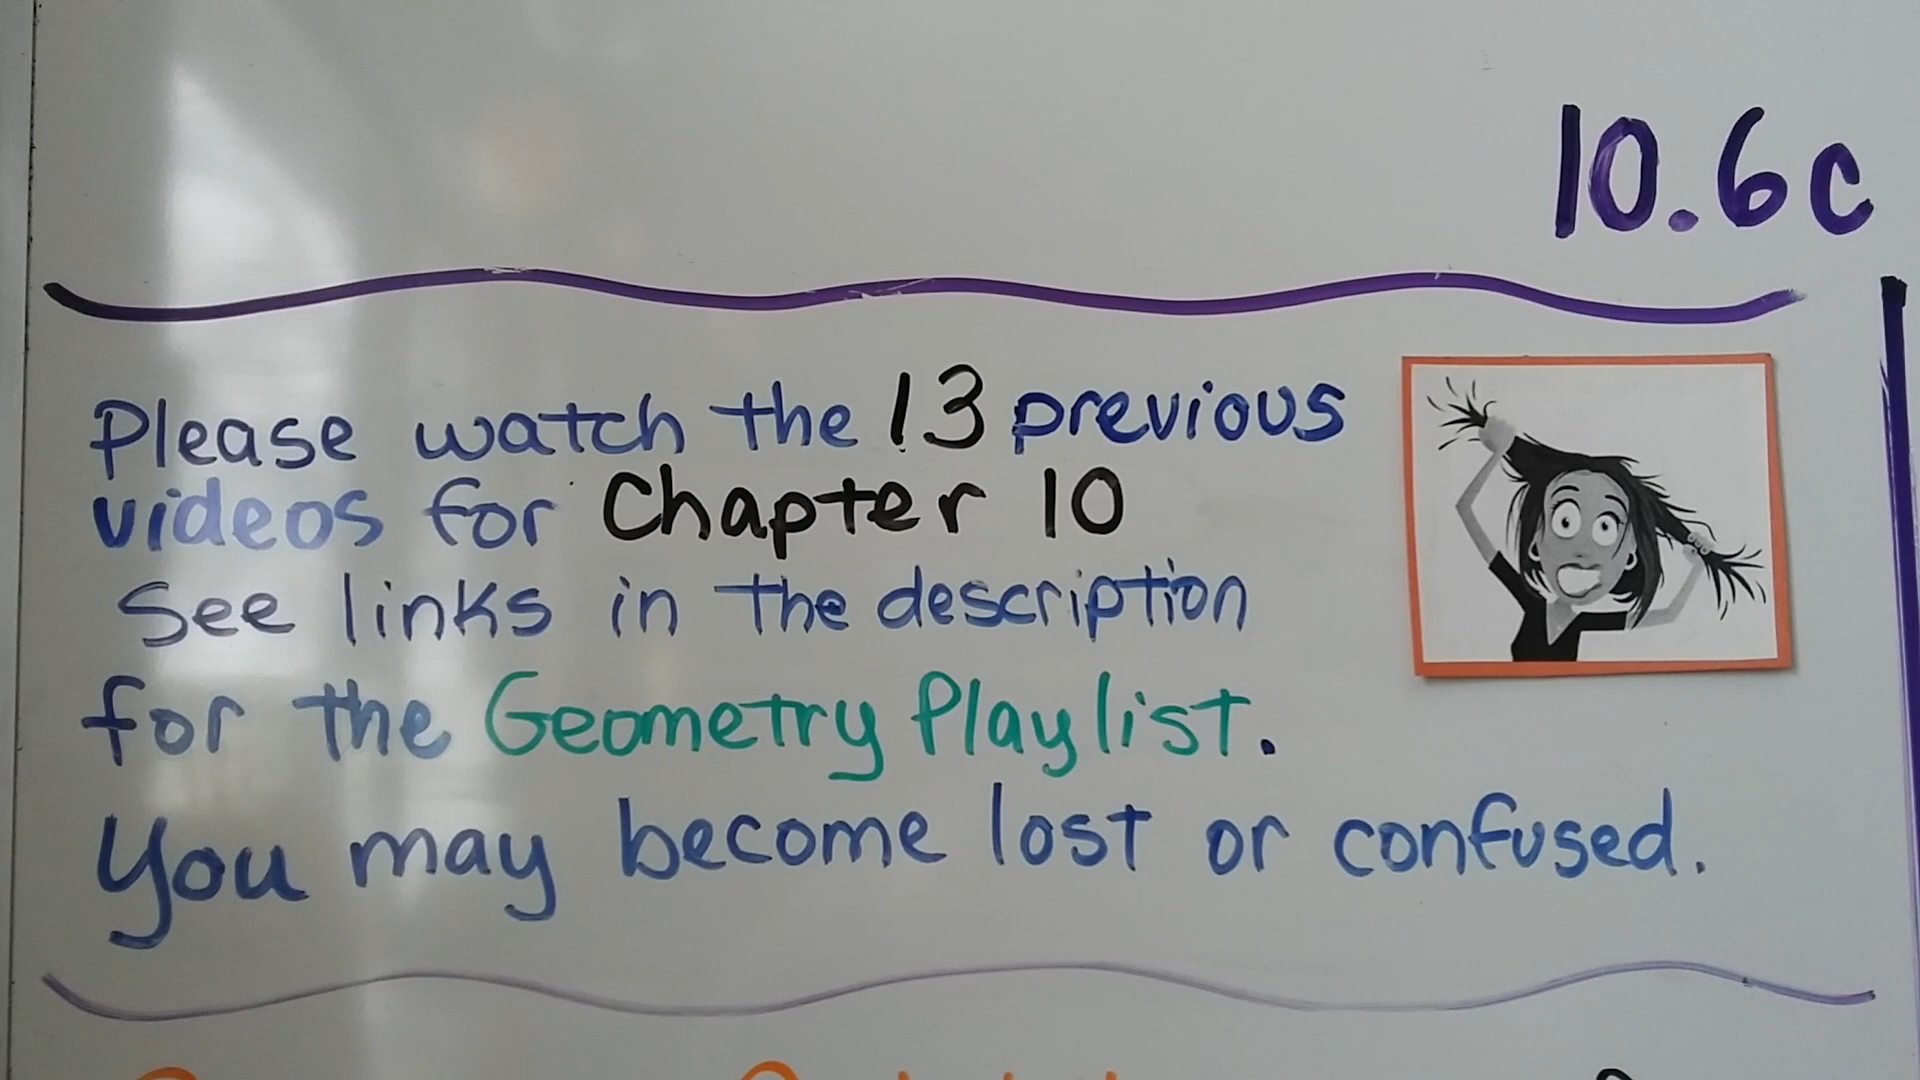 10.6c
Please watch the 13 previous
videos for Chapter 10
See links in the description
for the Geometry Playlist.
You may become lost or confused.